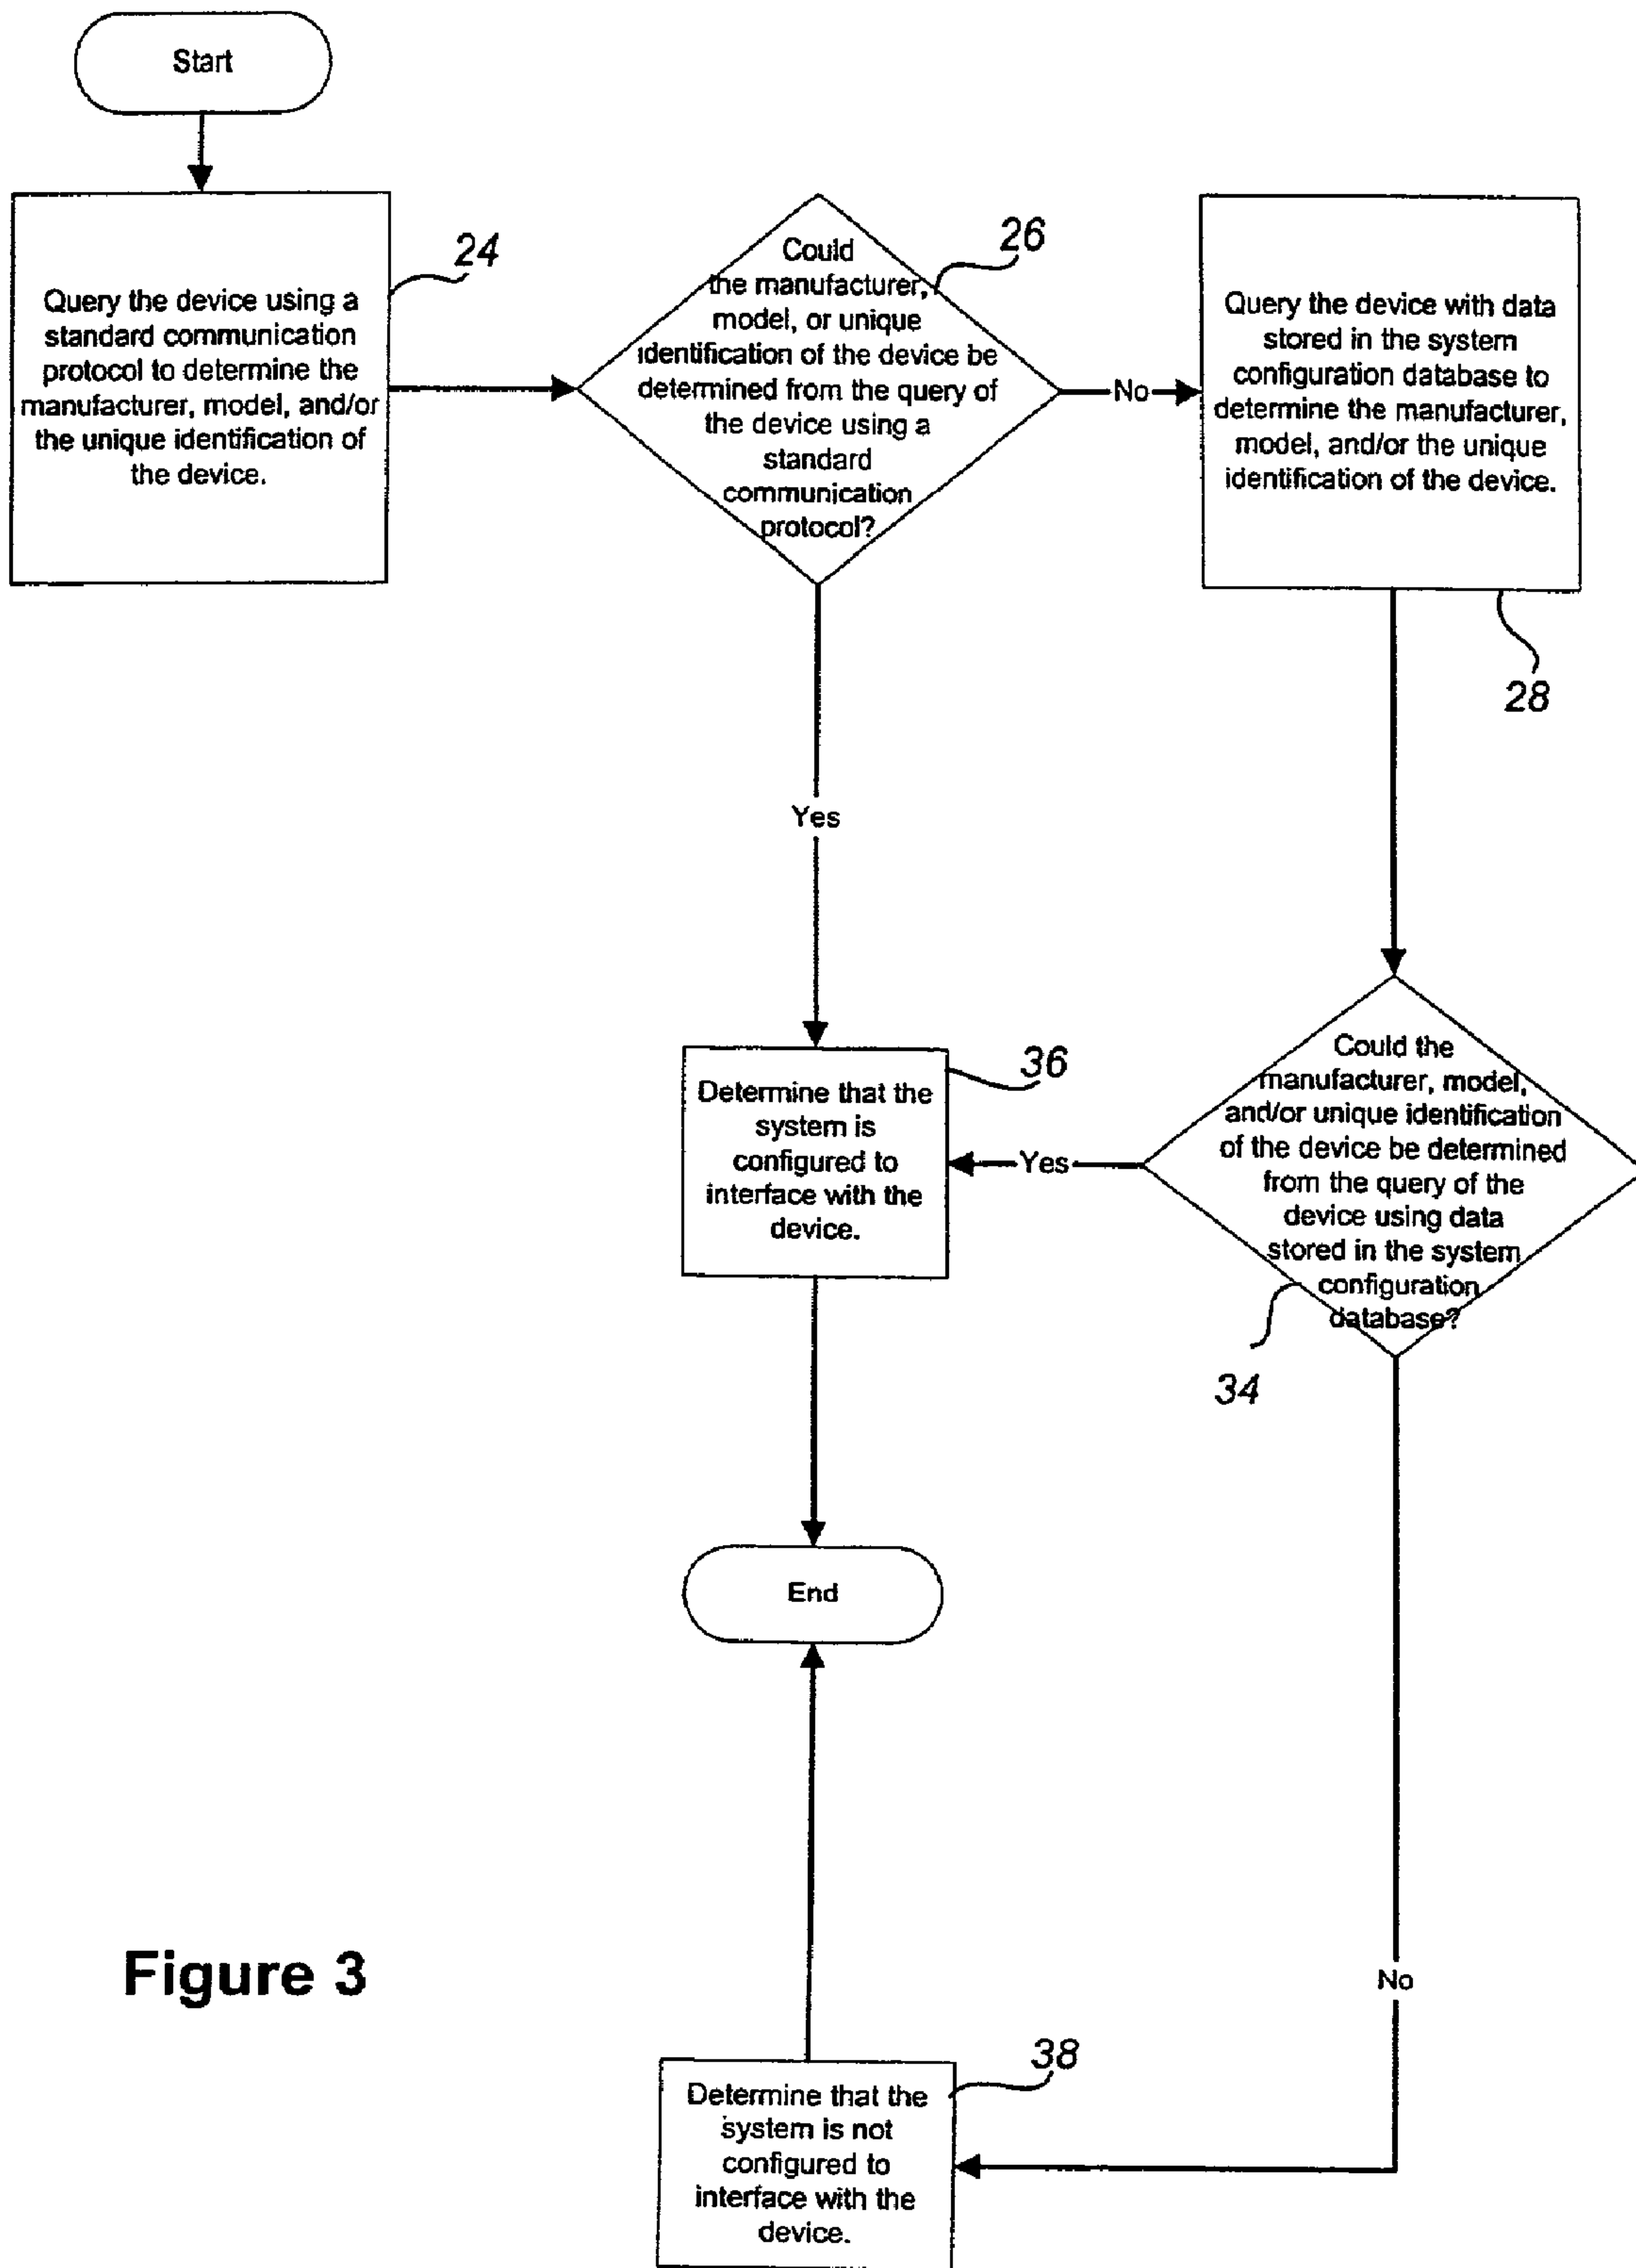 Start
24
Query the device using a
standard communication
protocol to determine the
manufacturer, model, and/or
the unique identification of
the device.
26
Could
the manufacturer,
model, or unique
identification of the device be
determined from the query of
the device using a
standard
communication
protocol?
No
Query the device with data
stored in the system
configuration database to
determine the manufacturer,
model, and/or the unique
identification of the device.
28
Yes
36
Determine that the
system is
configured to
interface with the
device.
Yes
Could the
manufacturer, model,
and/or unique identification
of the device be determined
from the query of the
device using data
stored in the system
configuration
database?
34
End
No
Figure 3
38
Determine that the
system is not
configured to
interface with the
device.